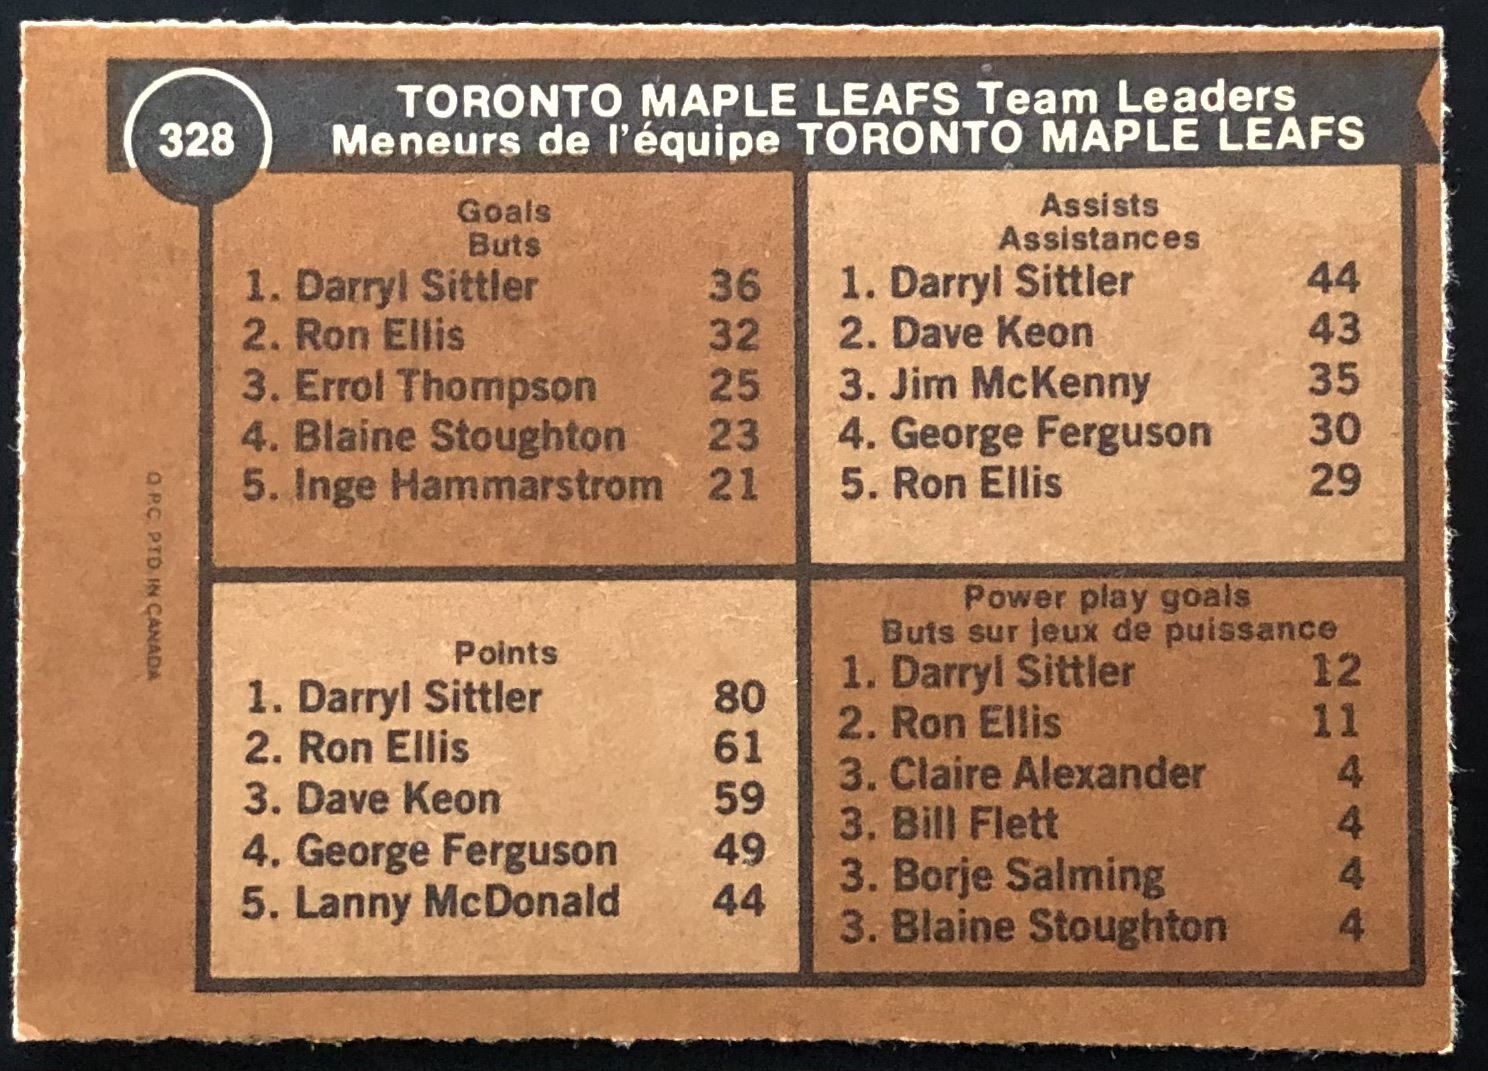 328
TORONTO MAPLE LEAFS Team Leaders
Meneurs de l'équipe TORONTO MAPLE LEAFS
Goals
Buts
1. Darryl Sittler 36
2. Ron Ellis 32
3. Errol Thompson 25
4. Blaine Stoughton 23
5. Inge Hammarstrom 21
Assists
Assistances
1. Darryl Sittler 44
2. Dave Keon 43
3. Jim McKenny 35
4. George Ferguson 30
5. Ron Ellis 29
Points
1. Darryl Sittler 80
2. Ron Ellis 61
3. Dave Keon 59
4. George Ferguson 49
5. Lanny McDonald 44
Power play goals
Buts sur jeux de puissance
1. Darryl Sittler 12
2. Ron Ellis 11
3. Claire Alexander 4
3. Bill Flett 4
3. Borje Salming 4
3. Blaine Stoughton 4
O.P.C. PTD. IN CANADA